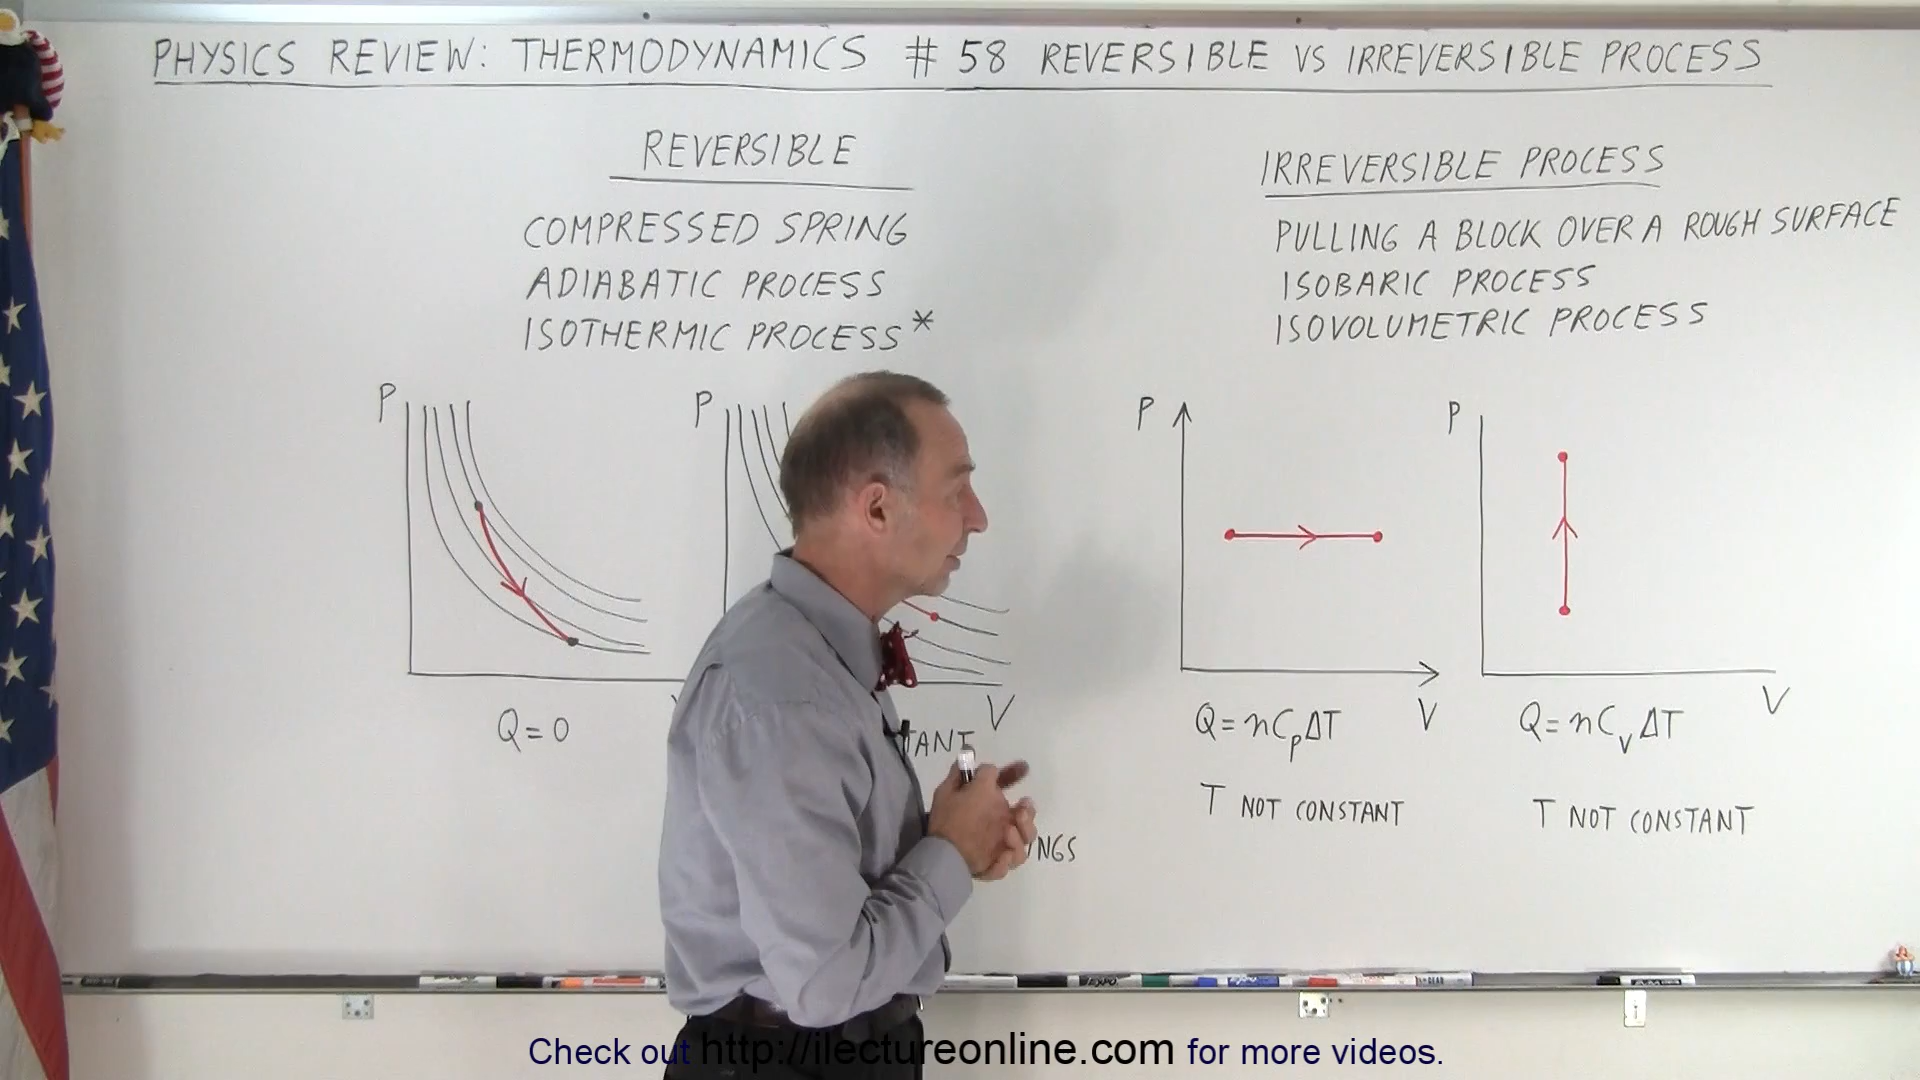 PHYSICS REVIEW: THERMODYNAMICS # 58 REVERSIBLE VS IRREVERSIBLE PROCESS
REVERSIBLE
COMPRESSED SPRING
ADIABATIC PROCESS
ISOTHERMIC PROCESS*
P
P
Q=0
V
IRREVERSIBLE PROCESS
PULLING A BLOCK OVER A ROUGH SURFACE
ISOBARIC PROCESS
ISOVOLUMETRIC PROCESS
P
P
V
V
Q=nCpΔT
Q=nCvΔT
T NOT CONSTANT
T NOT CONSTANT
EXPO
Check out http://ilectureonline.com for more videos.